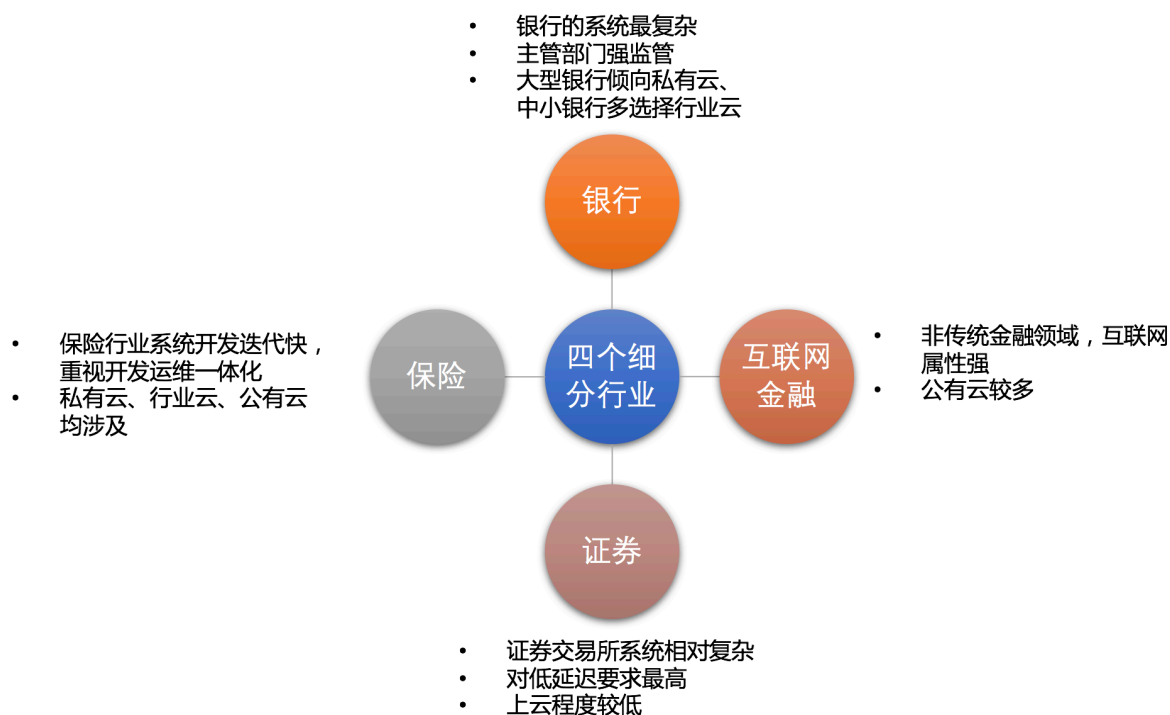 • 银行的系统最复杂
• 主管部门强监管
• 大型银行倾向私有云、
中小银行多选择行业云
银行
• 保险行业系统开发迭代快，
重视开发运维一体化
• 私有云、行业云、公有云
均涉及
保险
四个细
分行业
互联网
金融
• 非传统金融领域，互联网
属性强
• 公有云较多
证券
• 证券交易所系统相对复杂
• 对低延迟要求最高
• 上云程度较低